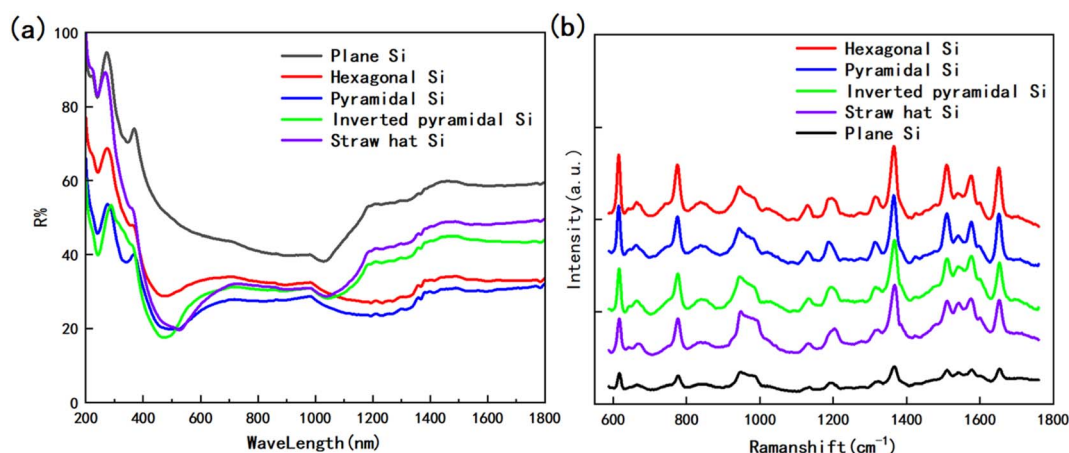 (a)
100
80
60
40
20
0
R%
Plane Si
Hexagonal Si
Pyramidal Si
Inverted pyramidal Si
Straw hat Si
200 400 600 800 1000 1200 1400 1600 1800
WaveLength(nm)
(b)
Intensity(a.u.)
Hexagonal Si
Pyramidal Si
Inverted pyramidal Si
Straw hat Si
Plane Si
600 800 1000 1200 1400 1600 1800
Ramanshift(cm⁻¹)